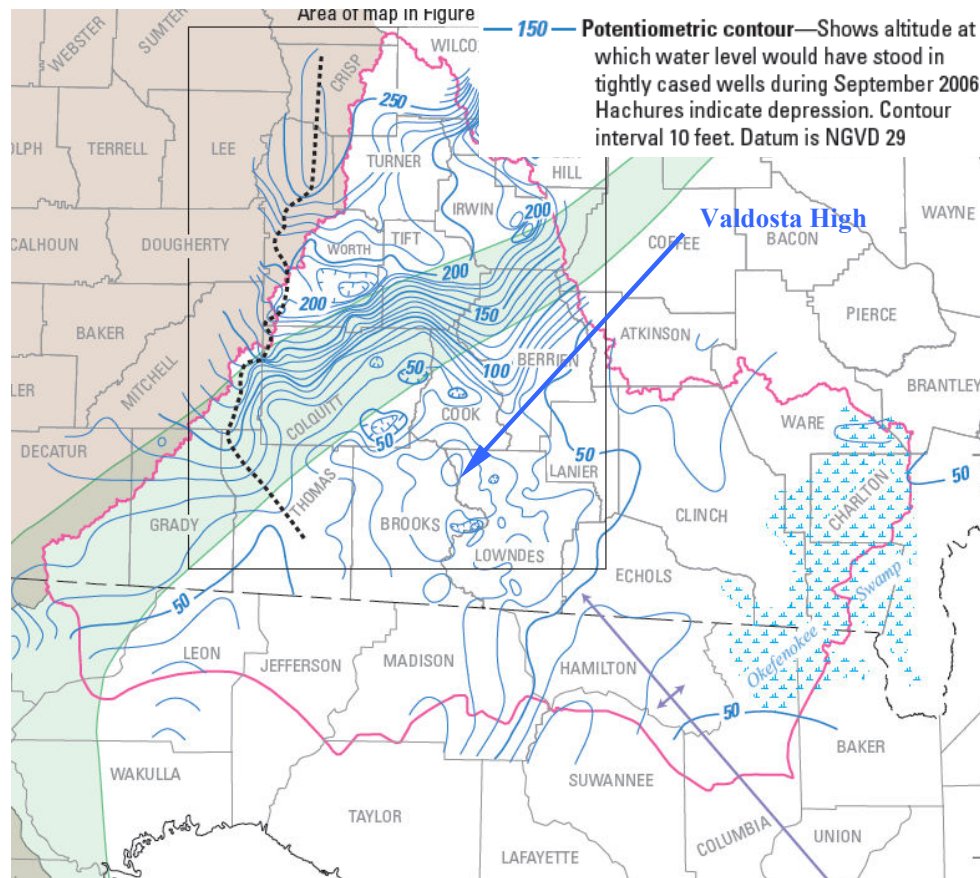 Area of map in Figure
150 Potentiometric contour—Shows altitude at
which water level would have stood in
tightly cased wells during September 2006
Hachures indicate depression. Contour
interval 10 feet. Datum is NGVD 29
WEBSTER
SUMTER
CRISP
WILCO
250
TERRELL
LEE
TURNER
HILL
IRWIN
200
Valdosta High
WAYNE
CALHOUN
DOUGHERTY
WORTH
TIFT
COFFEE
BACON
200
200
150
PIERCE
BAKER
ATKINSON
MITCHELL
BERRIEN
50
100
BRANTLEY
COLQUITT
COOK
WARE
DECATUR
50
50
LANIER
50
THOMAS
CHARLTON
GRADY
BROOKS
CLINCH
LOWNDES
ECHOLS
50
Okefenokee Swamp
LEON
JEFFERSON
MADISON
HAMILTON
50
BAKER
WAKULLA
SUWANNEE
TAYLOR
COLUMBIA
UNION
LAFAYETTE